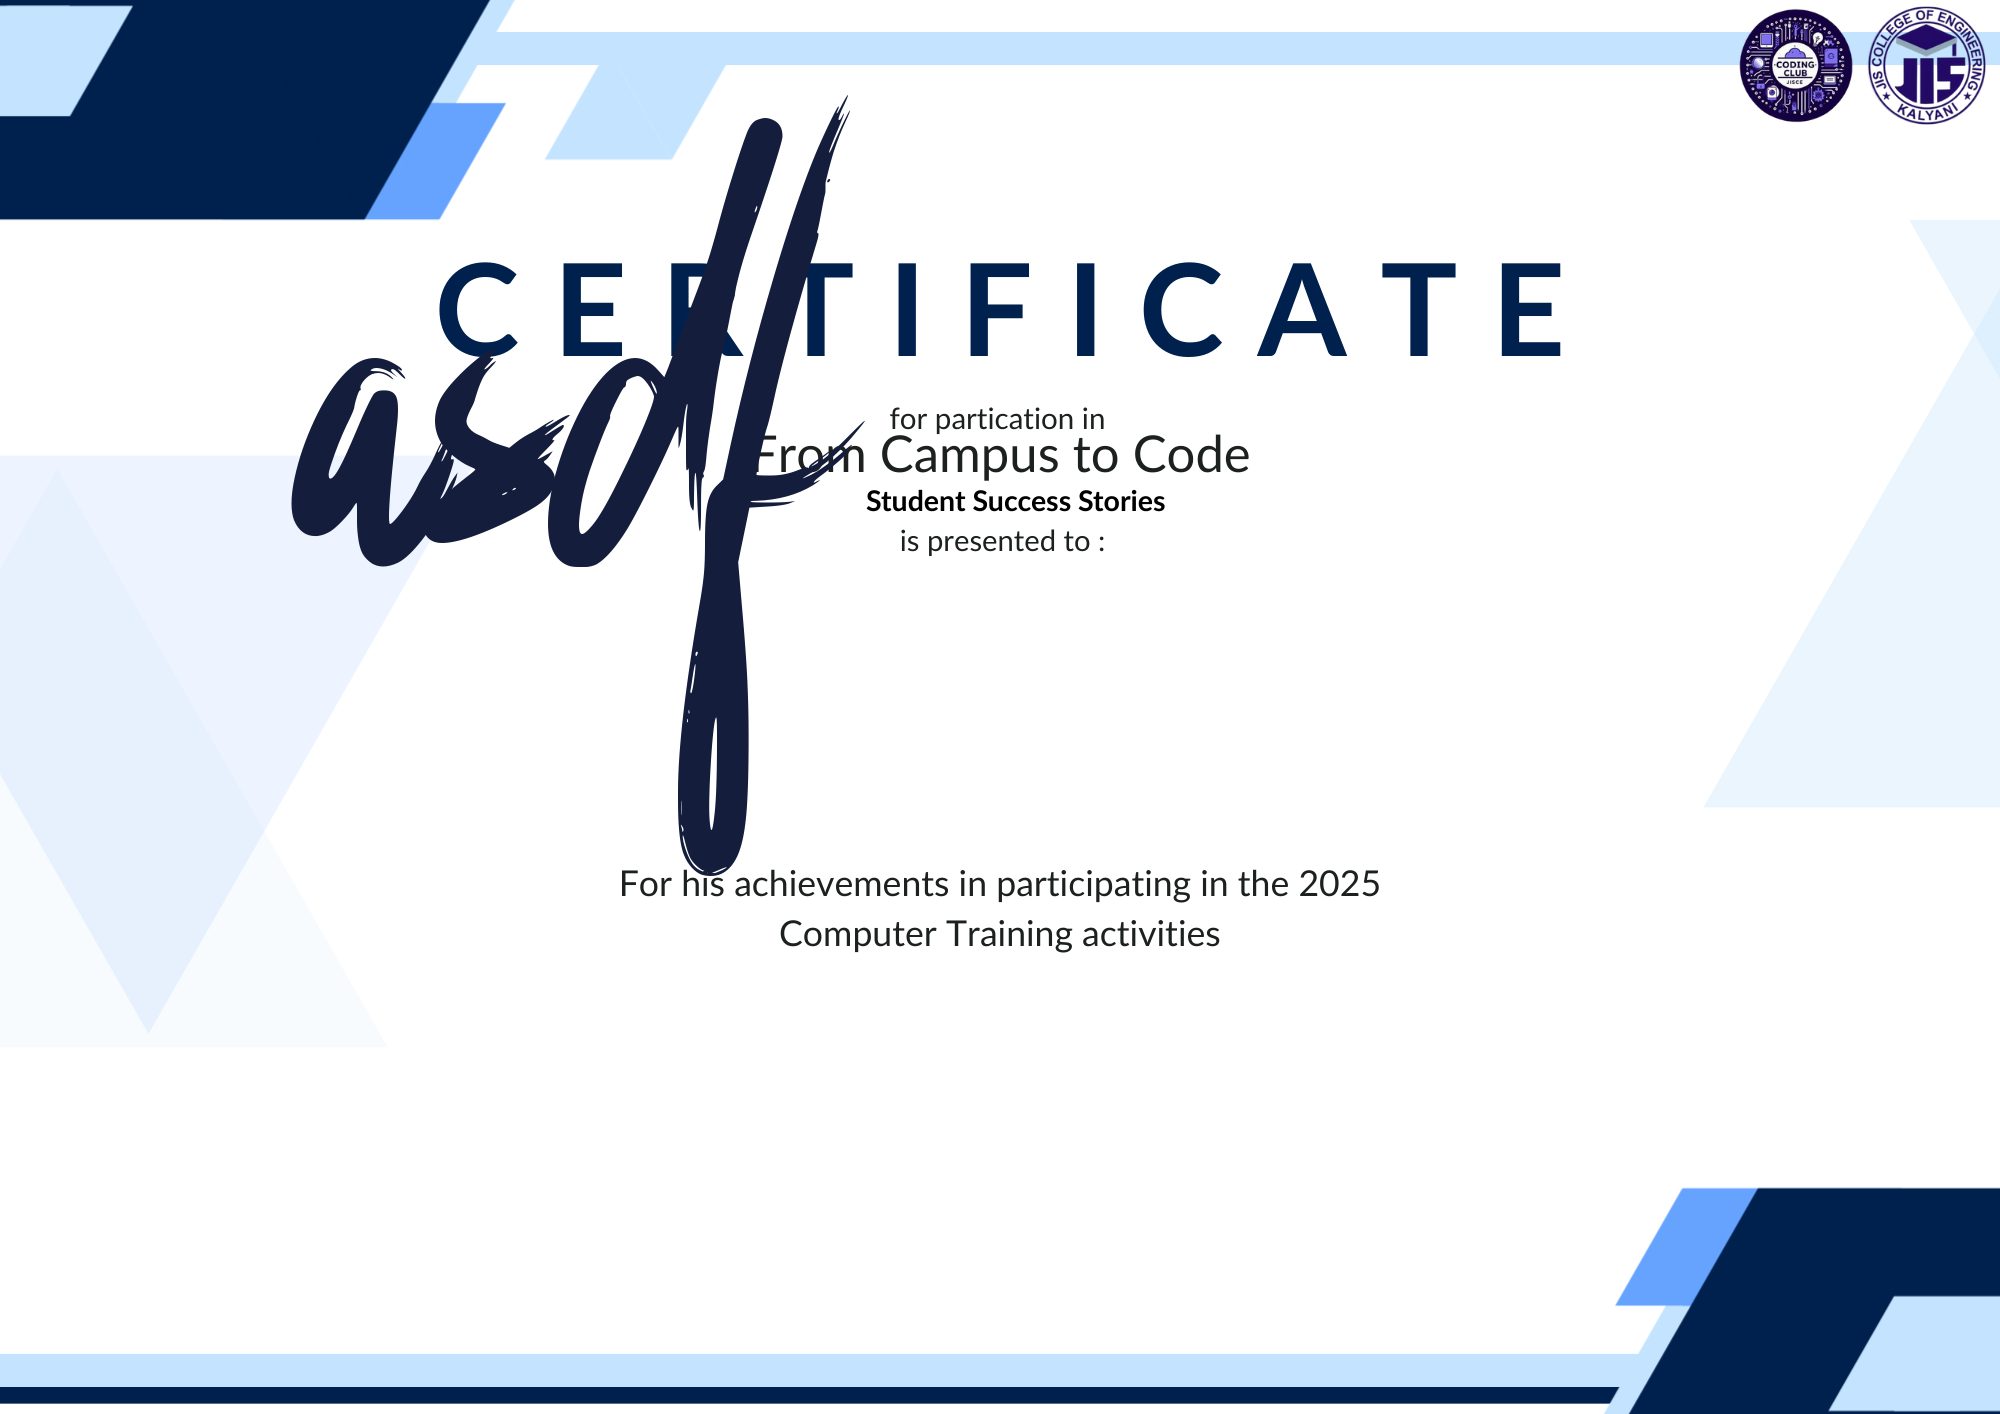 CODING
CLUB
JISCE
JIS COLLEGE OF ENGINEERING
JIS
★ KALYANI ★
CERTIFICATE
asdf
for partication in
From Campus to Code
Student Success Stories
is presented to :
For his achievements in participating in the 2025
Computer Training activities